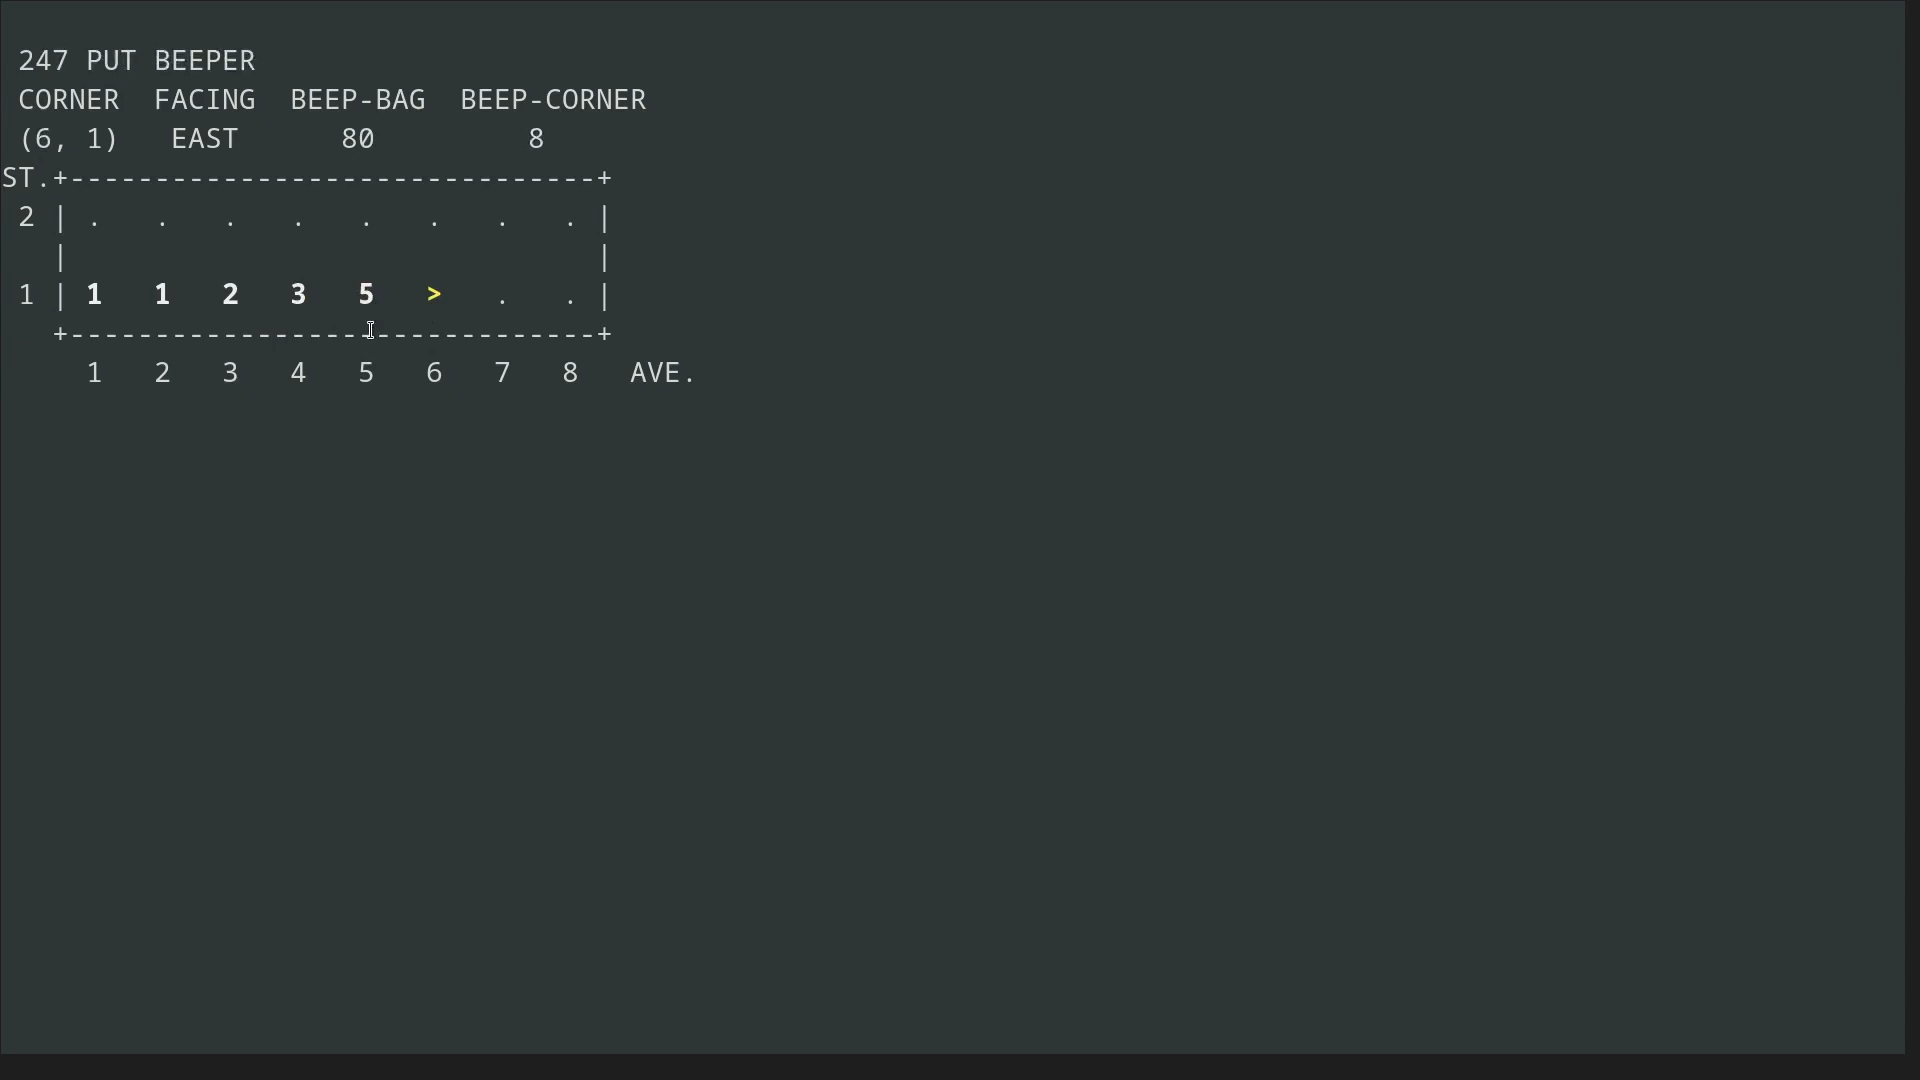 247 PUT BEEPER
CORNER  FACING  BEEP-BAG  BEEP-CORNER
(6, 1)   EAST      80         8
ST.+-------------------------------+
 2 | .   .   .   .   .   .   .   . |
   |                               |
 1 | 1   1   2   3   5   >   .   . |
   +-------------------------------+
     1   2   3   4   5   6   7   8   AVE.